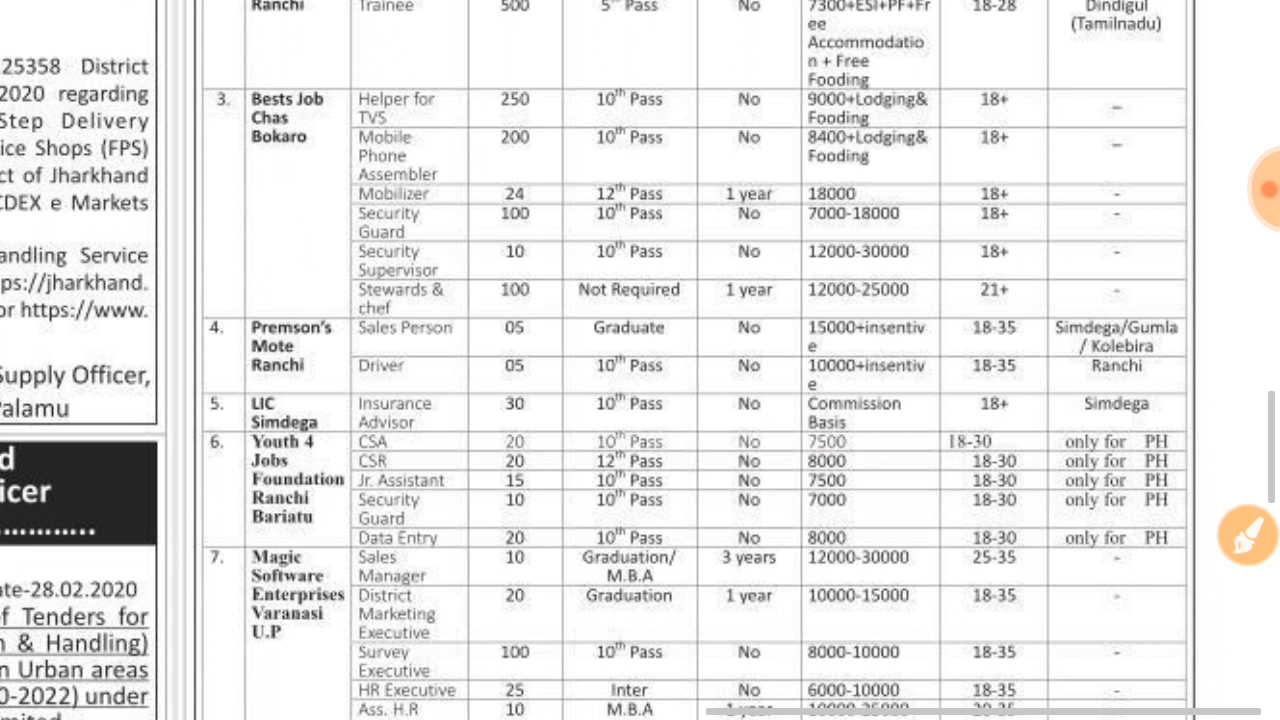 25358 District
2020 regarding
Step Delivery
ice Shops (FPS)
ct of Jharkhand
CDEX e Markets
andling Service
ps://jharkhand.
or https://www.
Supply Officer,
alamu
d
icer
ate-28.02.2020
f Tenders for
n & Handling)
n Urban areas
0-2022) under
Ranchi Trainee 500 5th Pass No 7300+ESI+PF+Fr 18-28 Dindigul
ee (Tamilnadu)
Accommodatio
n + Free
Fooding
3. Bests Job Helper for 250 10th Pass No 9000+Lodging& 18+ –
Chas TVS Fooding
Bokaro Mobile 200 10th Pass No 8400+Lodging& 18+ –
Phone Fooding
Assembler
Mobilizer 24 12th Pass 1 year 18000 18+ -
Security 100 10th Pass No 7000-18000 18+ -
Guard
Security 10 10th Pass No 12000-30000 18+ -
Supervisor
Stewards & 100 Not Required 1 year 12000-25000 21+ -
chef
4. Premson's Sales Person 05 Graduate No 15000+insentiv 18-35 Simdega/Gumla
Mote e / Kolebira
Ranchi Driver 05 10th Pass No 10000+insentiv 18-35 Ranchi
e
5. LIC Insurance 30 10th Pass No Commission 18+ Simdega
Simdega Advisor Basis
6. Youth 4 CSA 20 10th Pass No 7500 18-30 only for PH
Jobs CSR 20 12th Pass No 8000 18-30 only for PH
Foundation Jr. Assistant 15 10th Pass No 7500 18-30 only for PH
Ranchi Security 10 10th Pass No 7000 18-30 only for PH
Bariatu Guard
Data Entry 20 10th Pass No 8000 18-30 only for PH
7. Magic Sales 10 Graduation/ 3 years 12000-30000 25-35 -
Software Manager M.B.A
Enterprises District 20 Graduation 1 year 10000-15000 18-35 -
Varanasi Marketing
U.P Executive
Survey 100 10th Pass No 8000-10000 18-35 -
Executive
HR Executive 25 Inter No 6000-10000 18-35 -
Ass. H.R 10 M.B.A